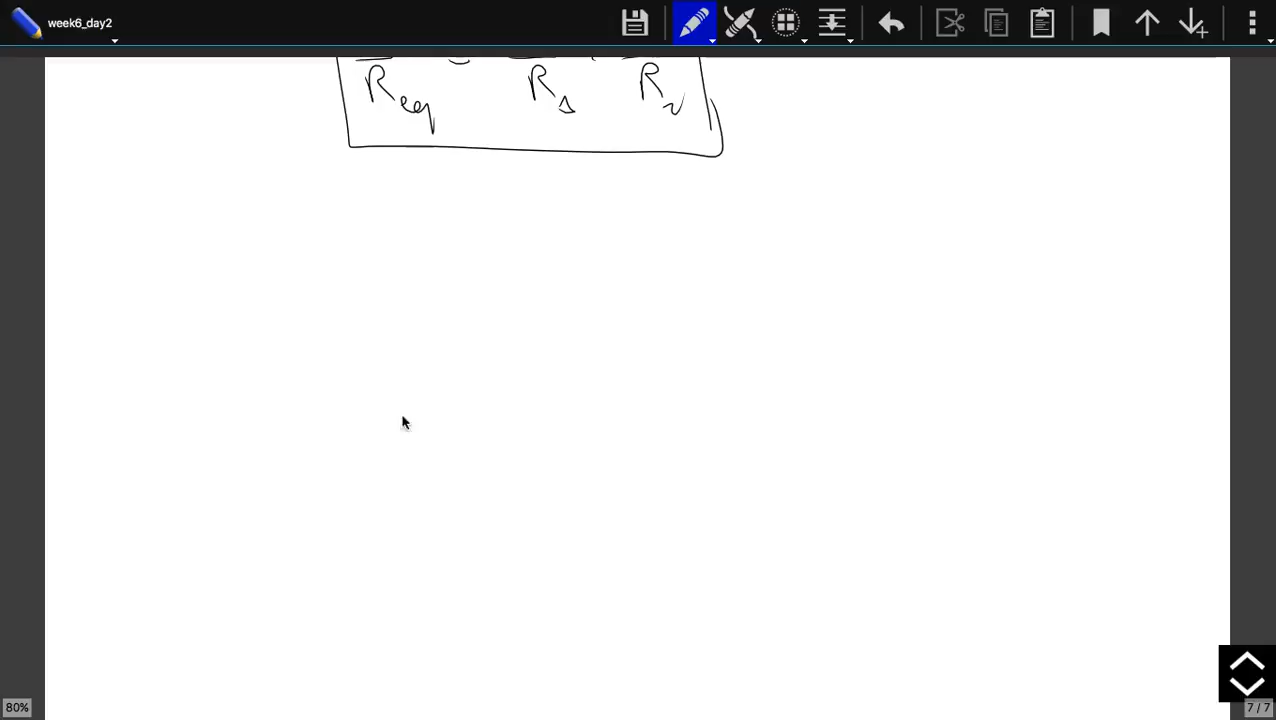 week6_day2
R_eq = R_1 + R_2
80%
7 / 7